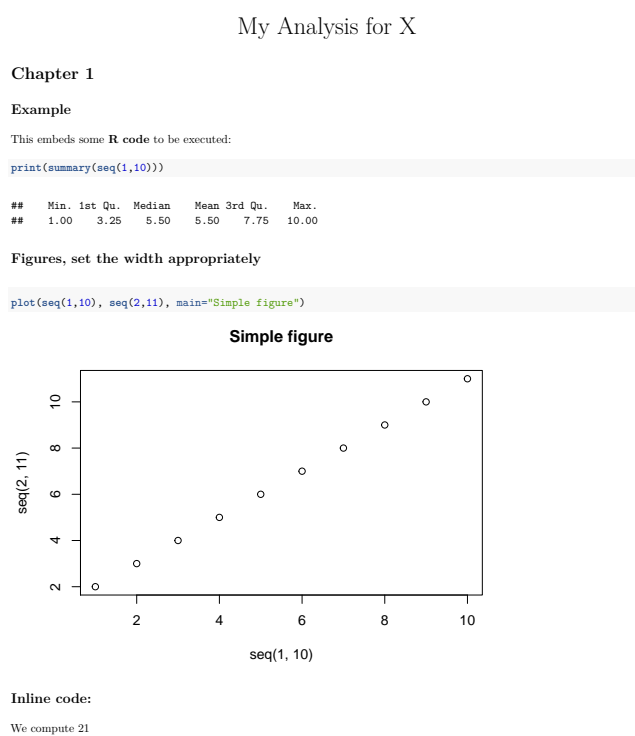 My Analysis for X
Chapter 1
Example
This embeds some R code to be executed:
print(summary(seq(1,10)))
## Min. 1st Qu. Median Mean 3rd Qu. Max.
## 1.00 3.25 5.50 5.50 7.75 10.00
Figures, set the width appropriately
plot(seq(1,10), seq(2,11), main="Simple figure")
Simple figure
10
8
6
4
2
seq(2, 11)
2 4 6 8 10
seq(1, 10)
Inline code:
We compute 21